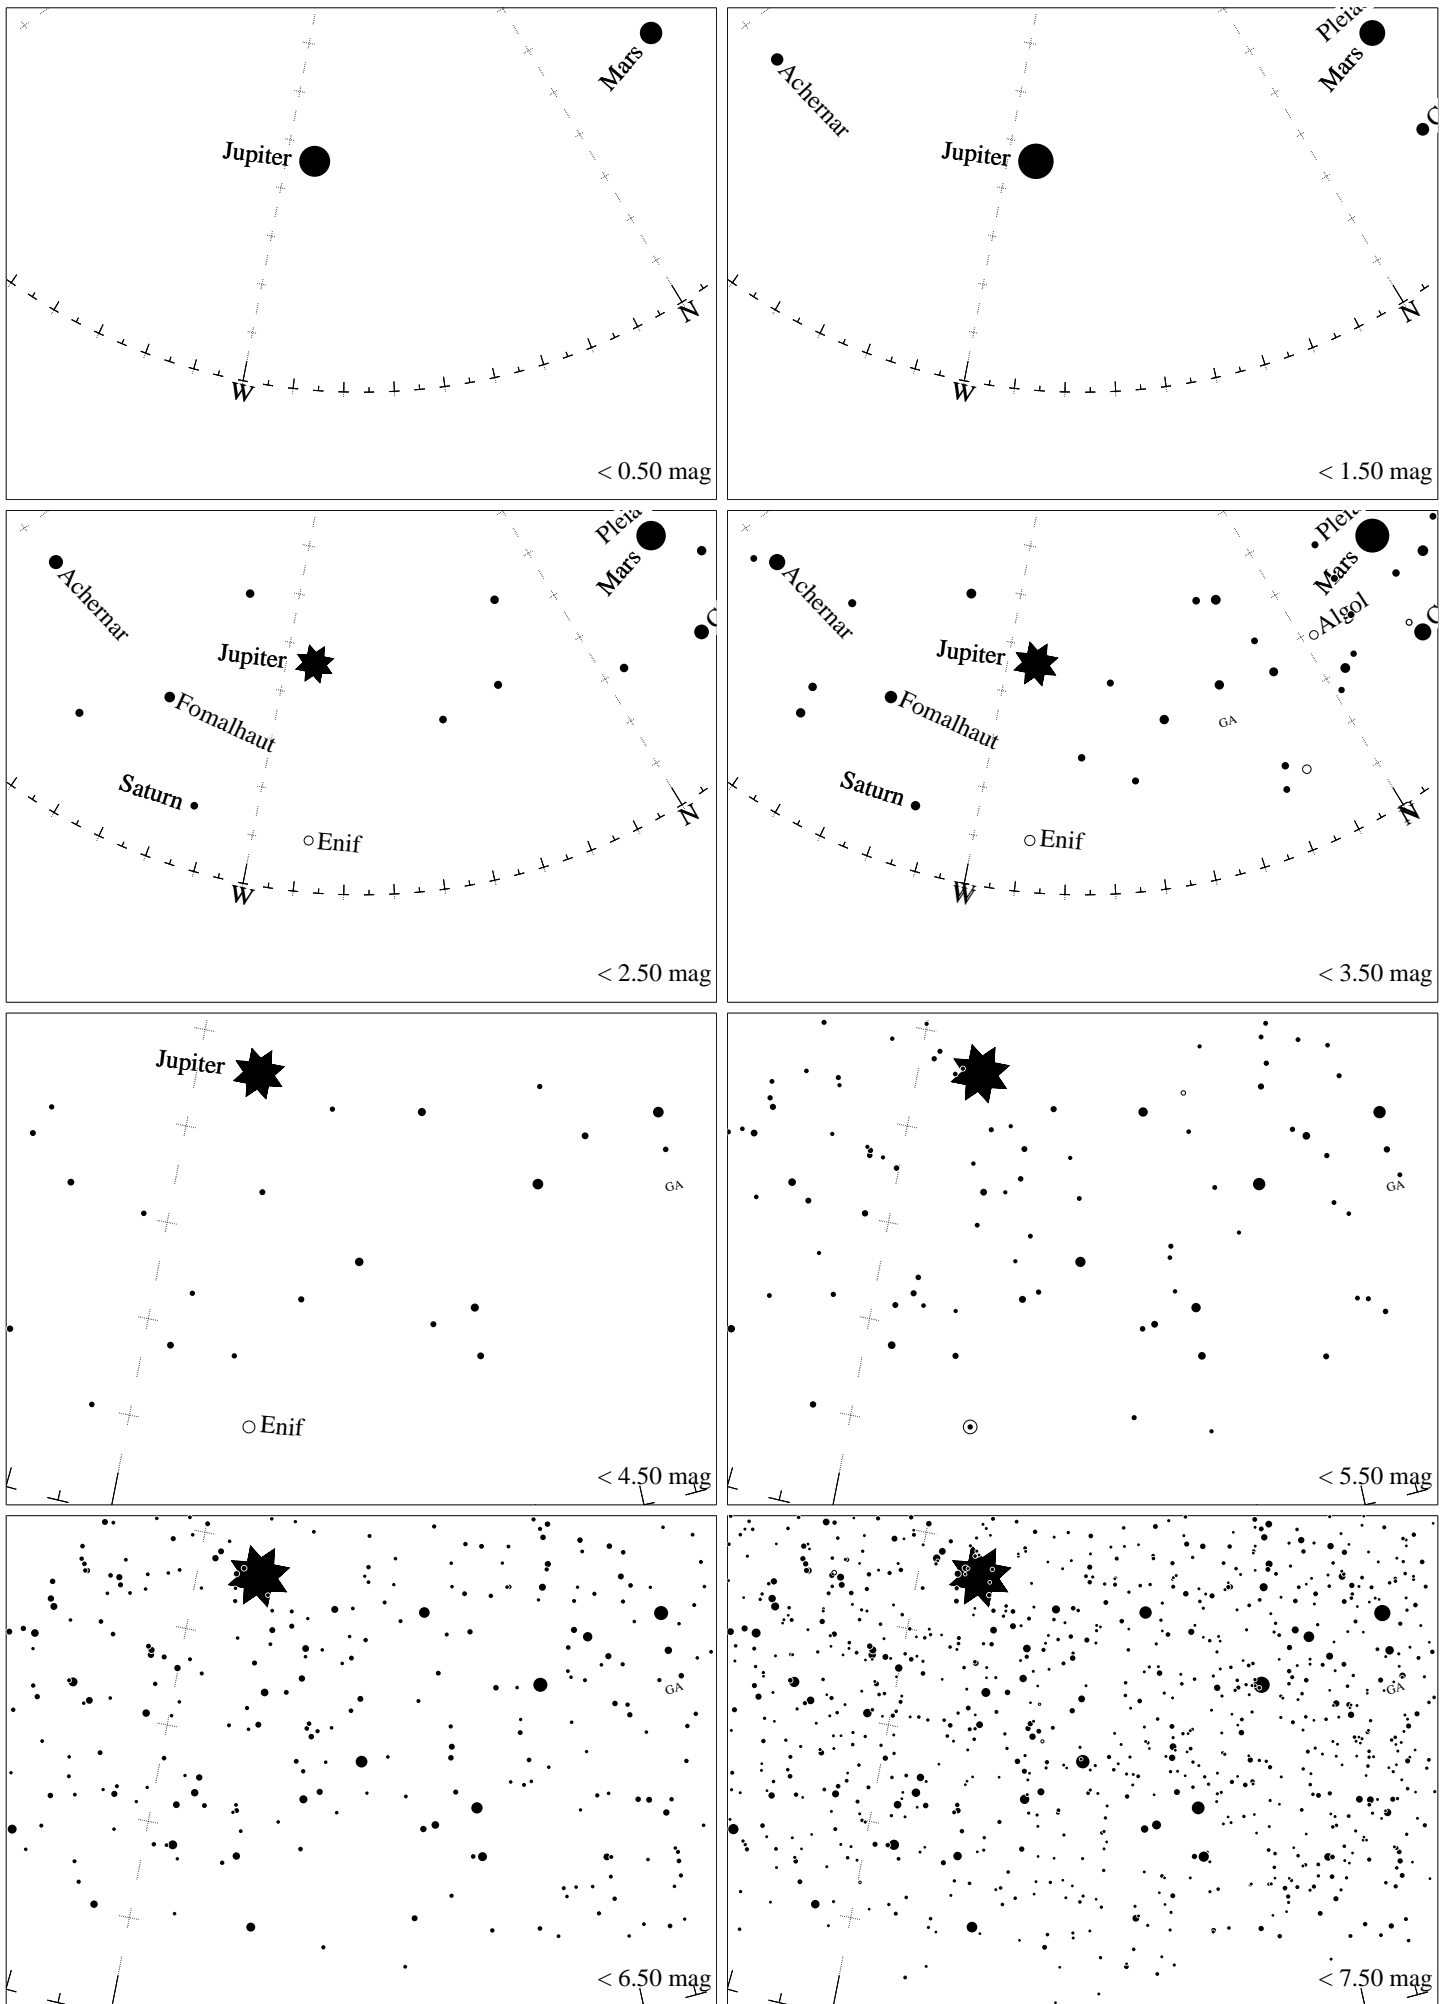 Mars
Jupiter
W
N
< 0.50 mag
Pleia
Mars
Achernar
C
Jupiter
W
N
< 1.50 mag
Pleia
Mars
Achernar
C
Jupiter
Fomalhaut
Saturn
Enif
W
N
< 2.50 mag
Pleia
Mars
Achernar
Algol
C
Jupiter
Fomalhaut
GA
Saturn
Enif
W
N
< 3.50 mag
Jupiter
GA
Enif
< 4.50 mag
GA
< 5.50 mag
GA
< 6.50 mag
GA
< 7.50 mag